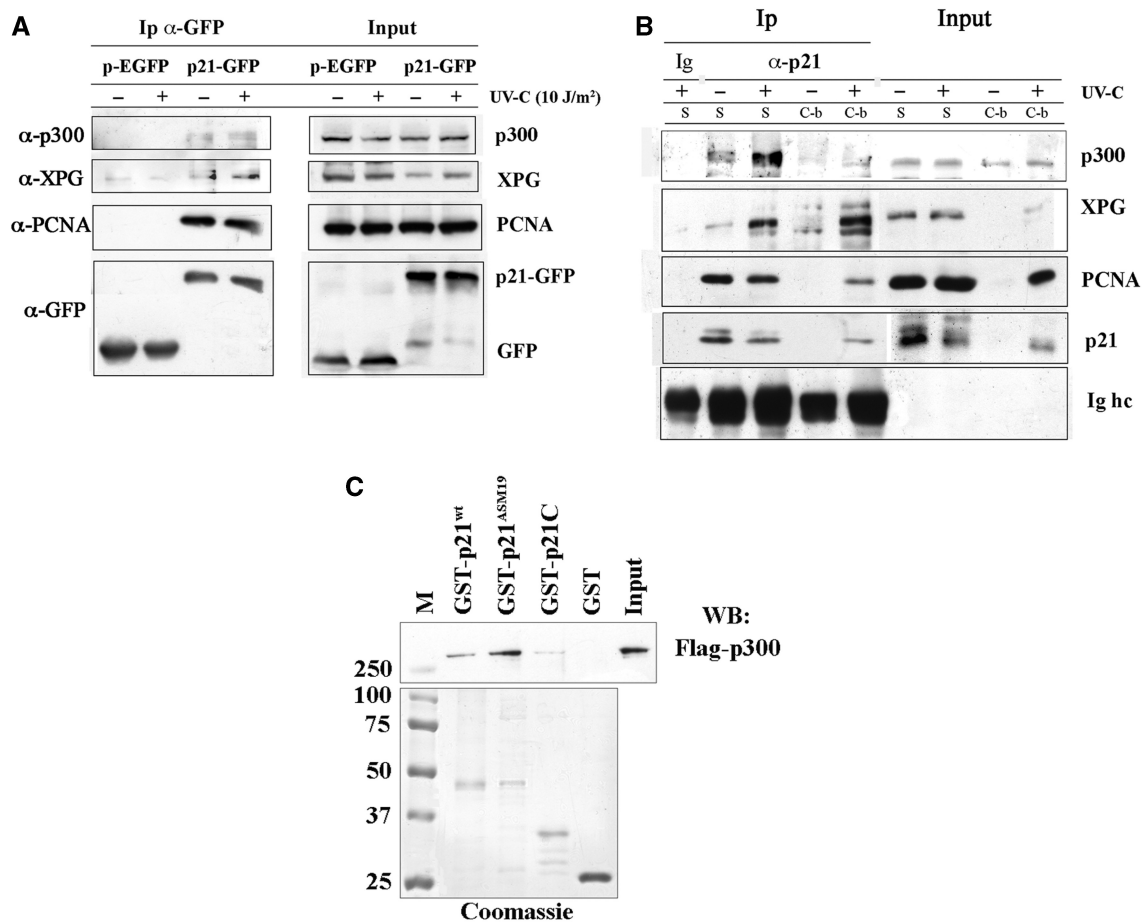 A
Ip α-GFP Input
p-EGFP p21-GFP p-EGFP p21-GFP
− + − + − + − + UV-C (10 J/m²)
α-p300 p300
α-XPG XPG
α-PCNA PCNA
p21-GFP
α-GFP
GFP
B
Ip Input
Ig α-p21
+ − + − + − + − + UV-C
S S S C-b C-b S S C-b C-b
p300
XPG
PCNA
p21
Ig hc
C
M GST-p21wt GST-p21ASM19 GST-p21C GST Input
WB:
Flag-p300
250
100
75
50
37
25
Coomassie